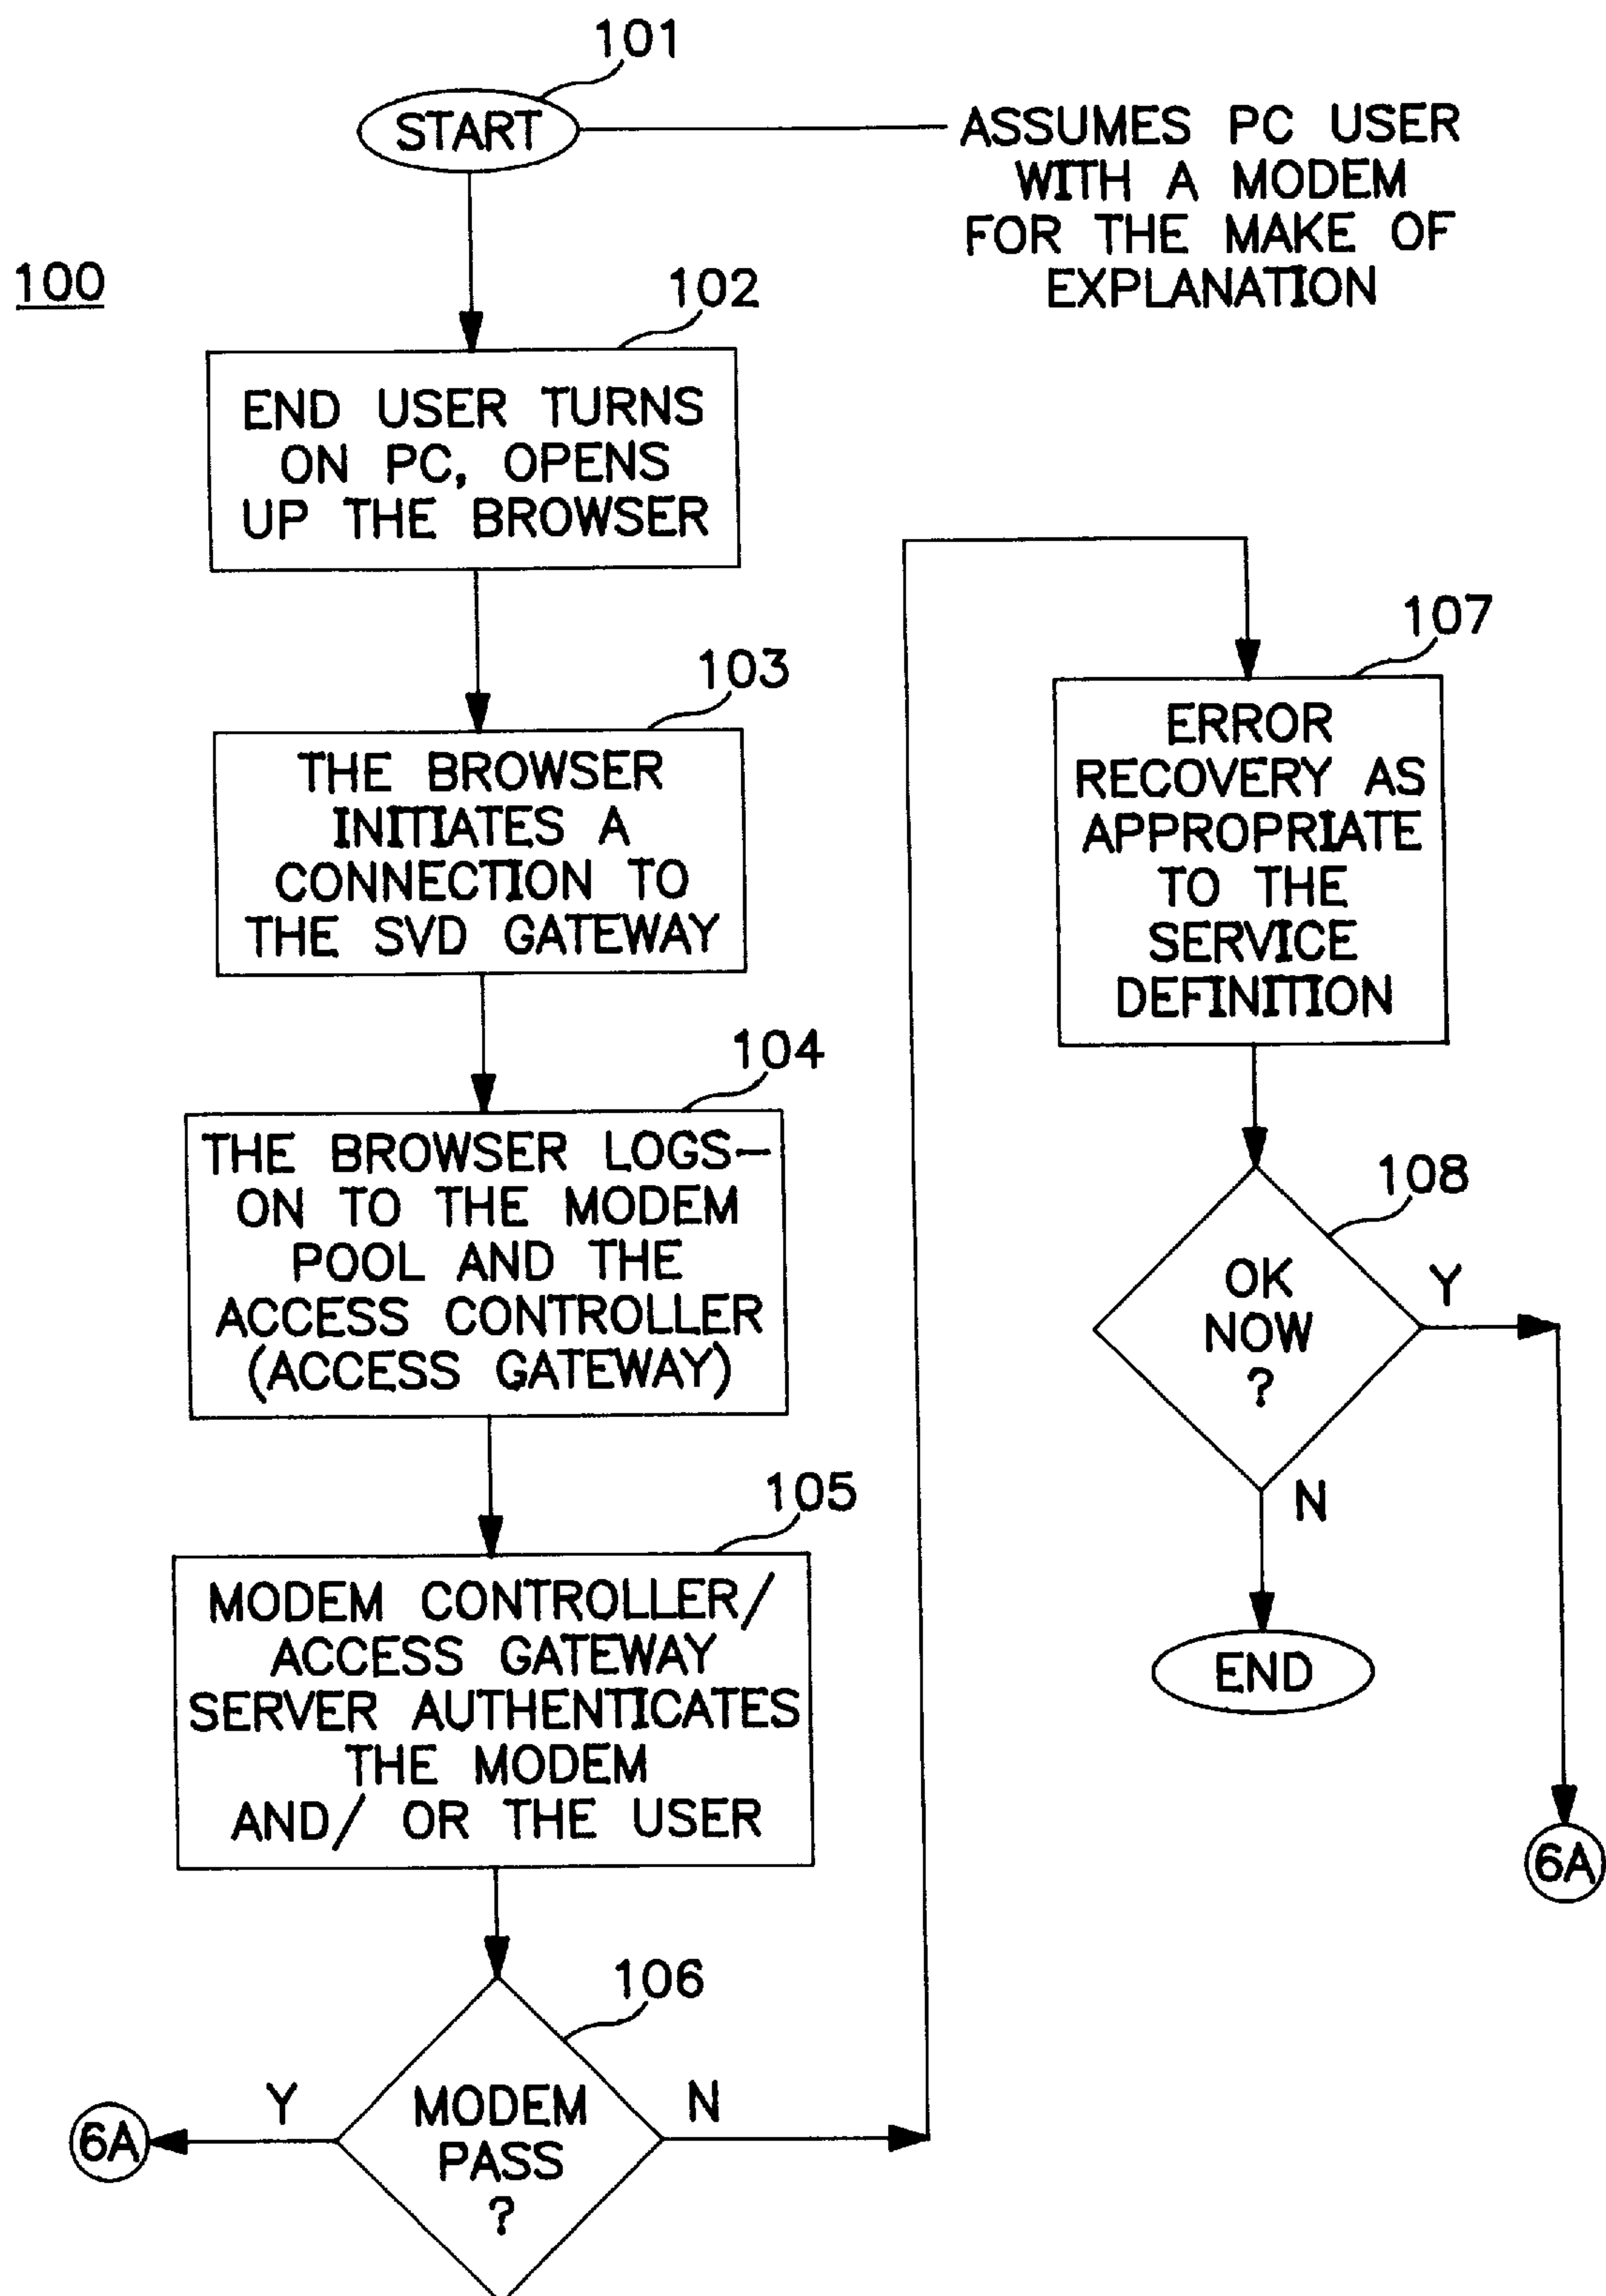 101
START
ASSUMES PC USER
WITH A MODEM
FOR THE MAKE OF
EXPLANATION
100
102
END USER TURNS
ON PC, OPENS
UP THE BROWSER
103
THE BROWSER
INITIATES A
CONNECTION TO
THE SVD GATEWAY
104
THE BROWSER LOGS-
ON TO THE MODEM
POOL AND THE
ACCESS CONTROLLER
(ACCESS GATEWAY)
105
MODEM CONTROLLER/
ACCESS GATEWAY
SERVER AUTHENTICATES
THE MODEM
AND/ OR THE USER
106
MODEM
PASS
?
Y
6A
N
107
ERROR
RECOVERY AS
APPROPRIATE
TO THE
SERVICE
DEFINITION
108
OK
NOW
?
Y
6A
N
END